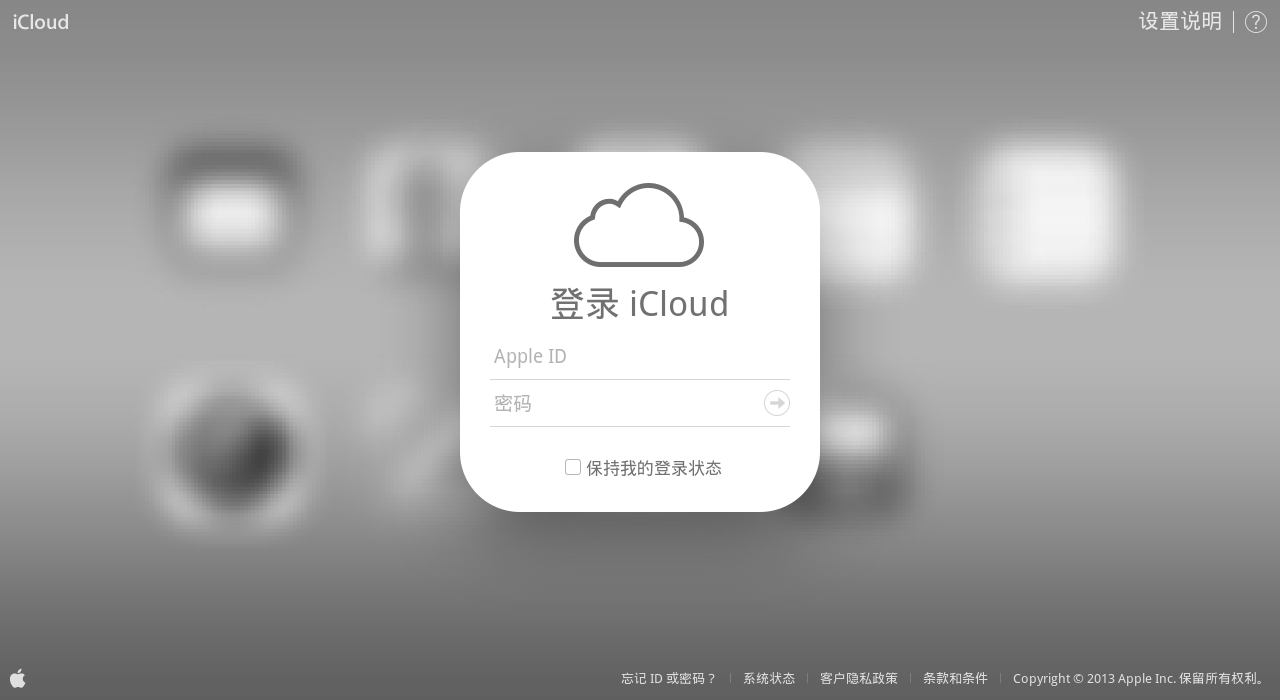 iCloud
设置说明
登录 iCloud
Apple ID
密码
保持我的登录状态
忘记 ID 或密码？ 系统状态 客户隐私政策 条款和条件 Copyright © 2013 Apple Inc. 保留所有权利。